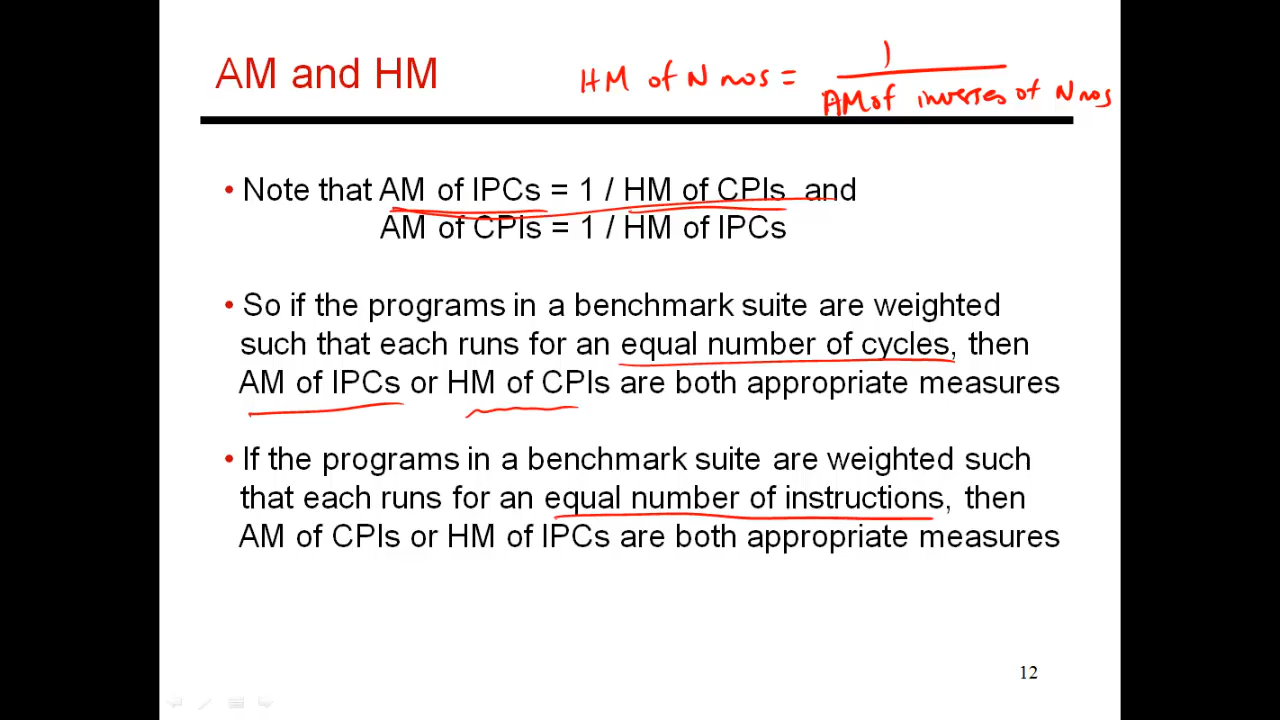 AM and HM
HM of N nos = 1
AM of inverses of N nos
• Note that AM of IPCs = 1 / HM of CPIs and
AM of CPIs = 1 / HM of IPCs
• So if the programs in a benchmark suite are weighted
such that each runs for an equal number of cycles, then
AM of IPCs or HM of CPIs are both appropriate measures
• If the programs in a benchmark suite are weighted such
that each runs for an equal number of instructions, then
AM of CPIs or HM of IPCs are both appropriate measures
12